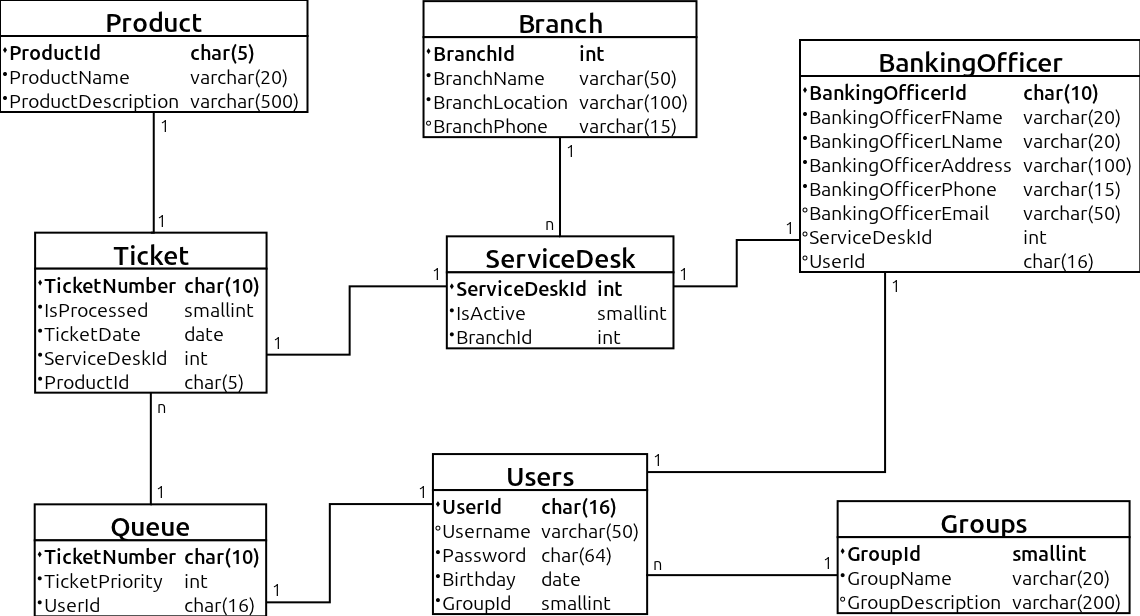 Product
ProductId char(5)
ProductName varchar(20)
ProductDescription varchar(500)
1
1
Branch
BranchId int
BranchName varchar(50)
BranchLocation varchar(100)
BranchPhone varchar(15)
1
n
BankingOfficer
BankingOfficerId char(10)
BankingOfficerFName varchar(20)
BankingOfficerLName varchar(20)
BankingOfficerAddress varchar(100)
BankingOfficerPhone varchar(15)
BankingOfficerEmail varchar(50)
ServiceDeskId int
UserId char(16)
1
1
Ticket
TicketNumber char(10)
IsProcessed smallint
TicketDate date
ServiceDeskId int
ProductId char(5)
1
n
1
ServiceDesk
ServiceDeskId int
IsActive smallint
BranchId int
1
1
Queue
TicketNumber char(10)
TicketPriority int
UserId char(16)
1
1
Users
UserId char(16)
Username varchar(50)
Password char(64)
Birthday date
GroupId smallint
1
n
1
Groups
GroupId smallint
GroupName varchar(20)
GroupDescription varchar(200)